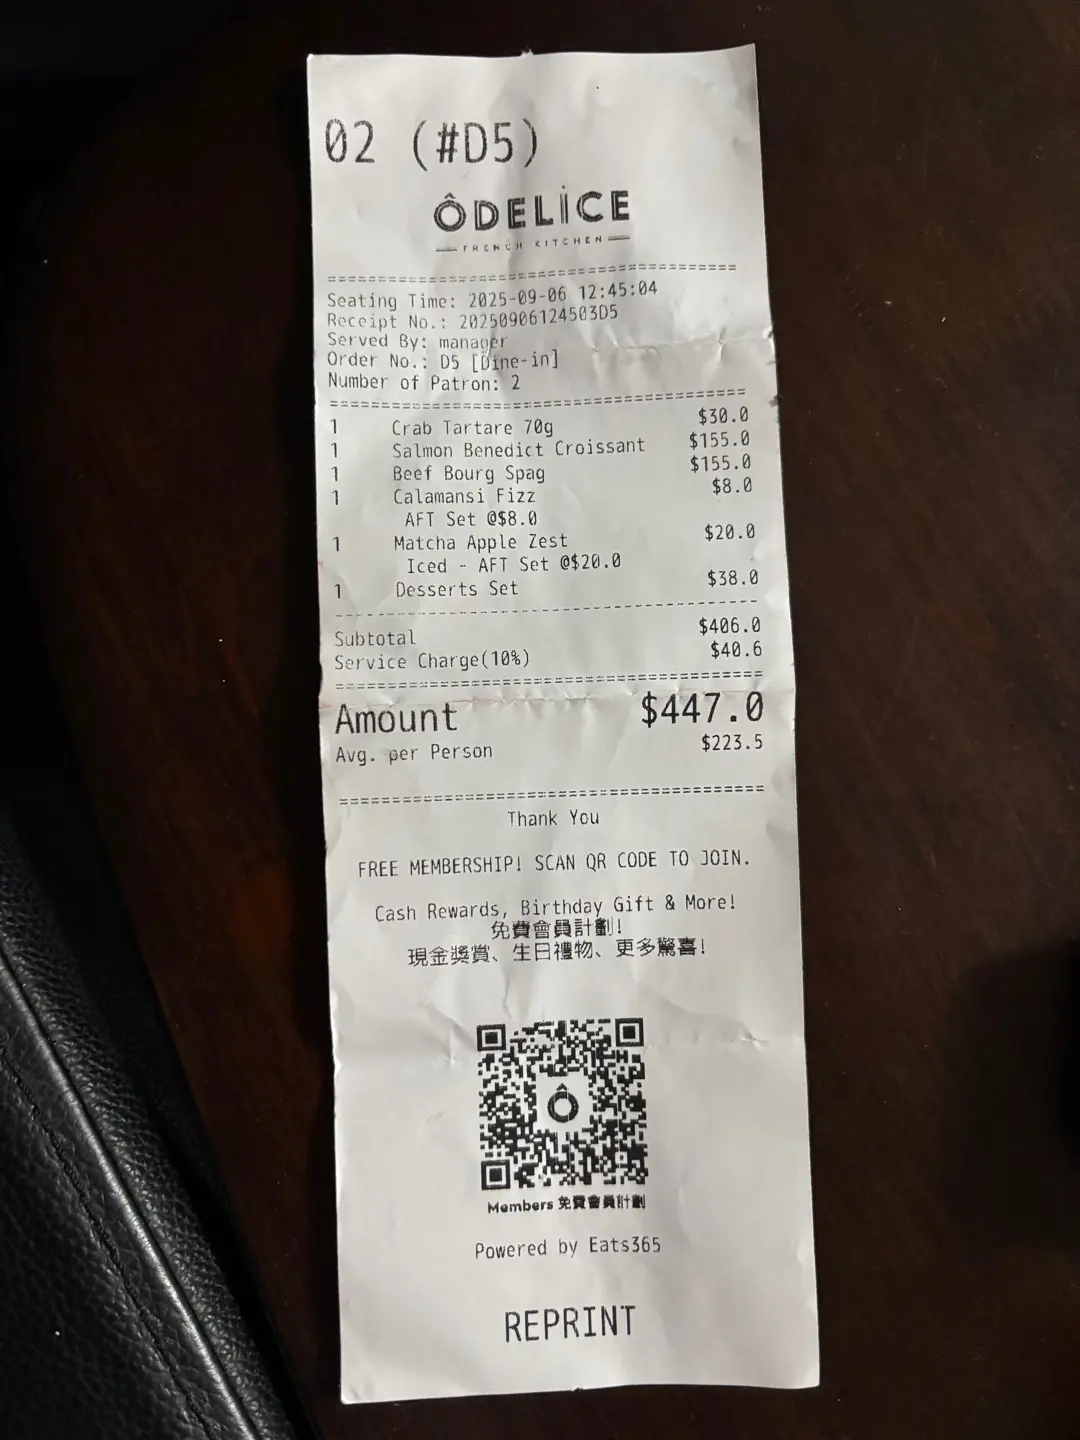 02 (#D5)
ÔDELİCE
FRENCH KITCHEN
========================================
Seating Time: 2025-09-06 12:45:04
Receipt No.: 20250906124503D5
Served By: manager
Order No.: D5 [Dine-in]
Number of Patron: 2
========================================
1 Crab Tartare 70g $30.0
1 Salmon Benedict Croissant $155.0
1 Beef Bourg Spag $155.0
1 Calamansi Fizz $8.0
AFT Set @$8.0
1 Matcha Apple Zest $20.0
Iced - AFT Set @$20.0
1 Desserts Set $38.0
----------------------------------------
Subtotal $406.0
Service Charge(10%) $40.6
========================================
Amount $447.0
Avg. per Person $223.5
========================================
Thank You
FREE MEMBERSHIP! SCAN QR CODE TO JOIN.
Cash Rewards, Birthday Gift & More!
免費會員計劃!
現金獎賞、生日禮物、更多驚喜!
Ô
Members 免費會員計劃
Powered by Eats365
REPRINT